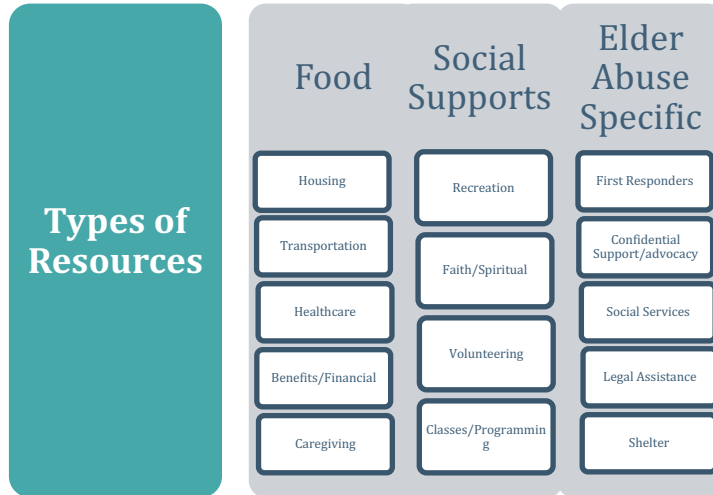 Types of
Resources
Food
Housing
Transportation
Healthcare
Benefits/Financial
Caregiving
Social
Supports
Recreation
Faith/Spiritual
Volunteering
Classes/Programmin
g
Elder
Abuse
Specific
First Responders
Confidential
Support/advocacy
Social Services
Legal Assistance
Shelter